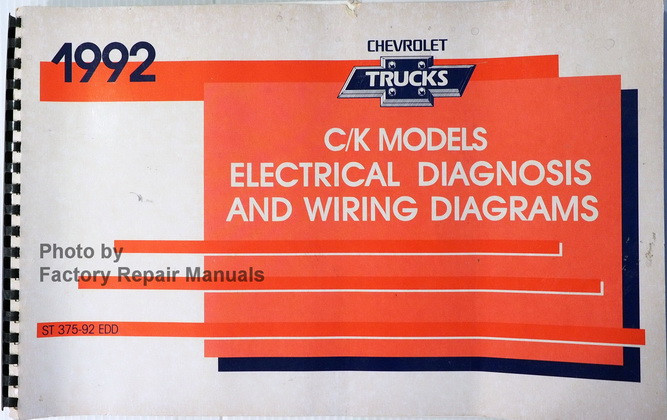 1992
CHEVROLET
TRUCKS
C/K MODELS
ELECTRICAL DIAGNOSIS
AND WIRING DIAGRAMS
Photo by
Factory Repair Manuals
ST 375-92 EDD